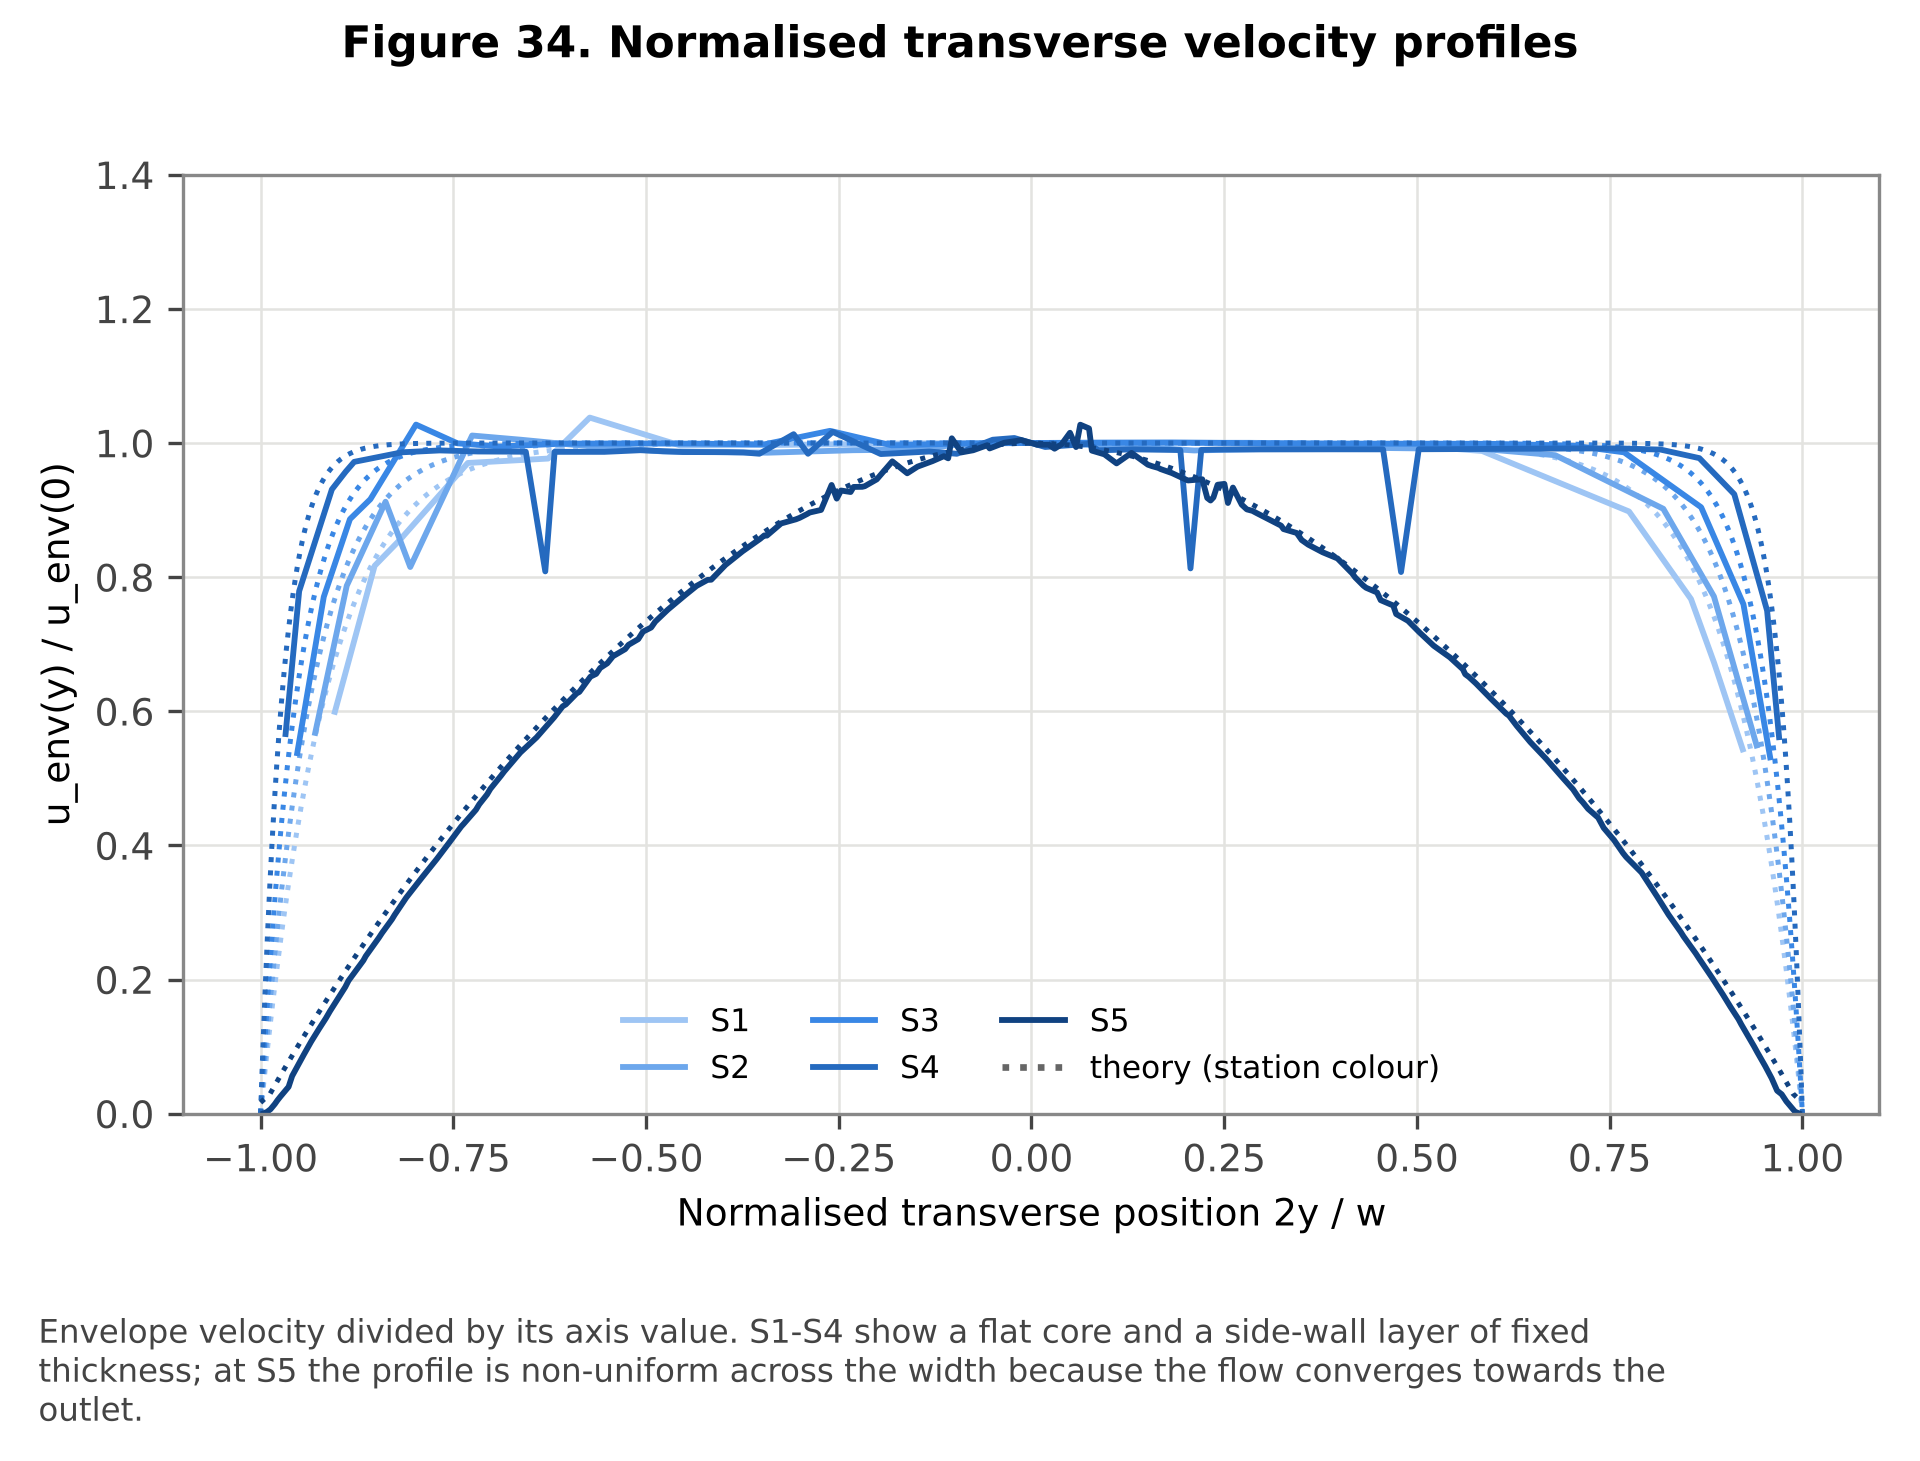 Figure 34. Normalised transverse velocity profiles
u_env(y) / u_env(0)
1.4
1.2
1.0
0.8
0.6
0.4
0.2
0.0
S1
S3
S5
S2
S4
theory (station colour)
−1.00
−0.75
−0.50
−0.25
0.00
0.25
0.50
0.75
1.00
Normalised transverse position 2y / w
Envelope velocity divided by its axis value. S1-S4 show a flat core and a side-wall layer of fixed
thickness; at S5 the profile is non-uniform across the width because the flow converges towards the
outlet.